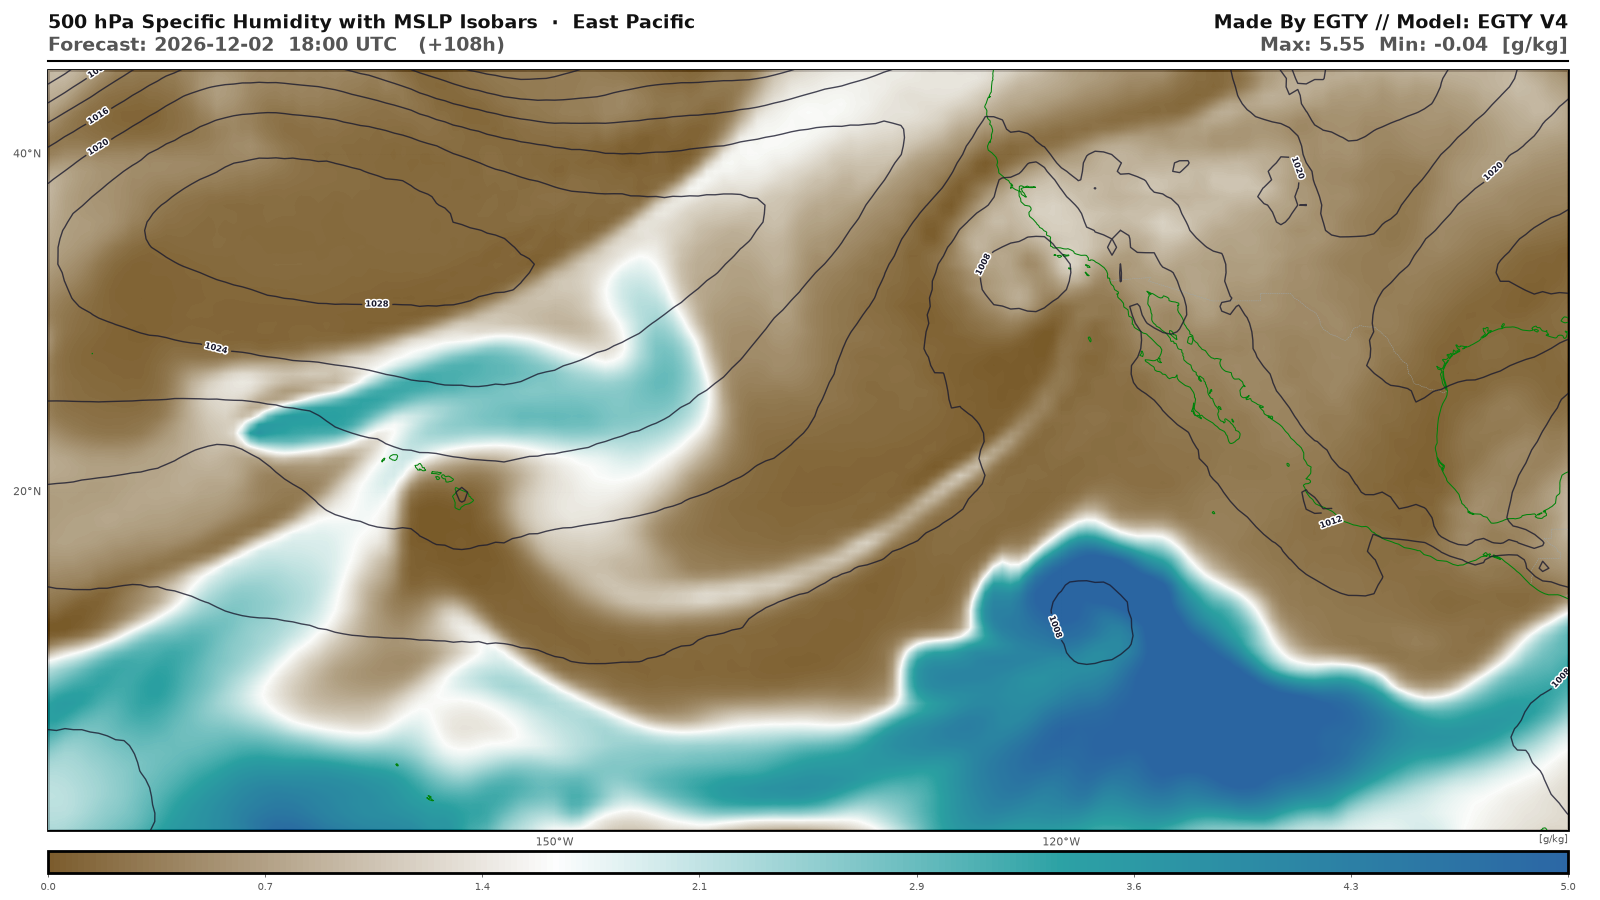 500 hPa Specific Humidity with MSLP Isobars · East Pacific
Made By EGTY // Model: EGTY V4
Forecast: 2026-12-02 18:00 UTC (+108h)
Max: 5.55 Min: -0.04 [g/kg]
1016
1020
40°N
1020
1020
1008
1028
1024
20°N
1012
1008
1008
150°W
120°W
[g/kg]
0.0
0.7
1.4
2.1
2.9
3.6
4.3
5.0